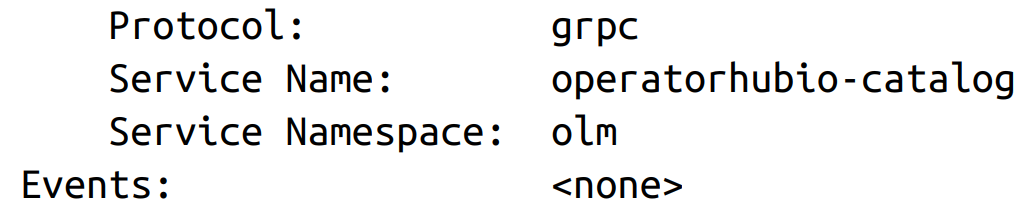 Protocol: grpc
Service Name: operatorhubio-catalog
Service Namespace: olm
Events: <none>